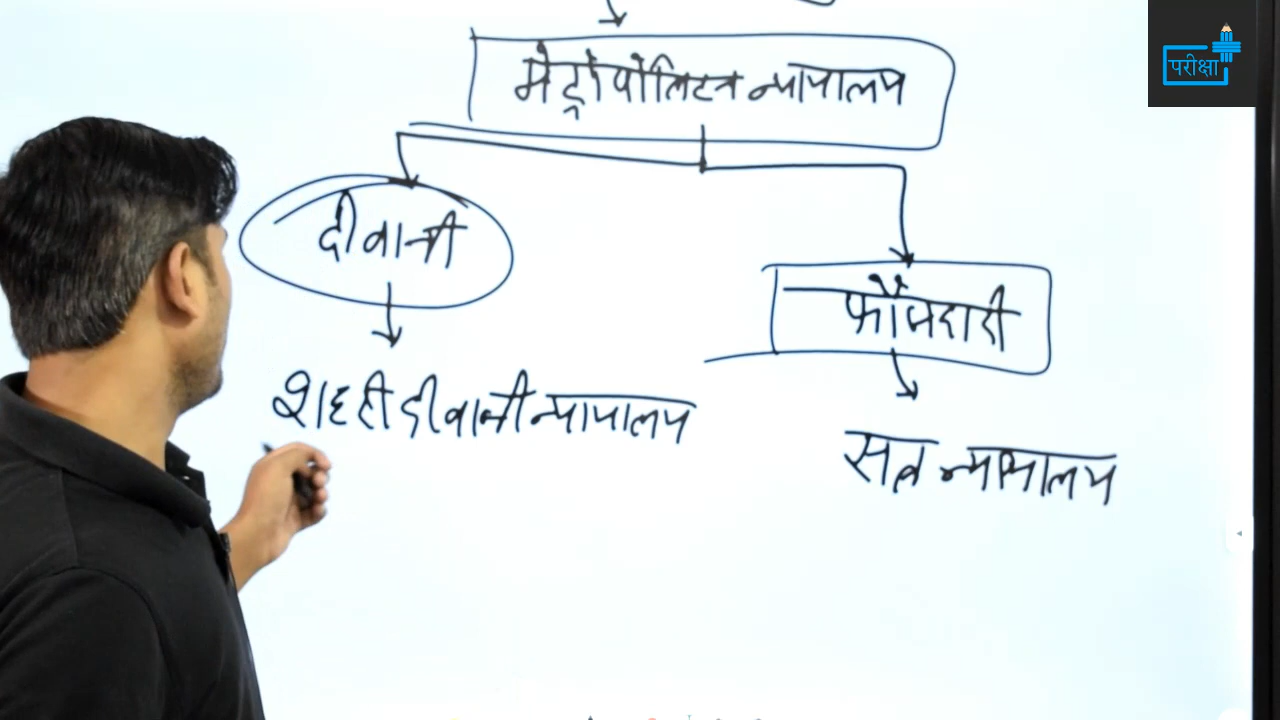 परीक्षा
मेट्रोपोलिटन न्यायालय
दीवानी
फौजदारी
शहरी दीवानी न्यायालय
सत्र न्यायालय